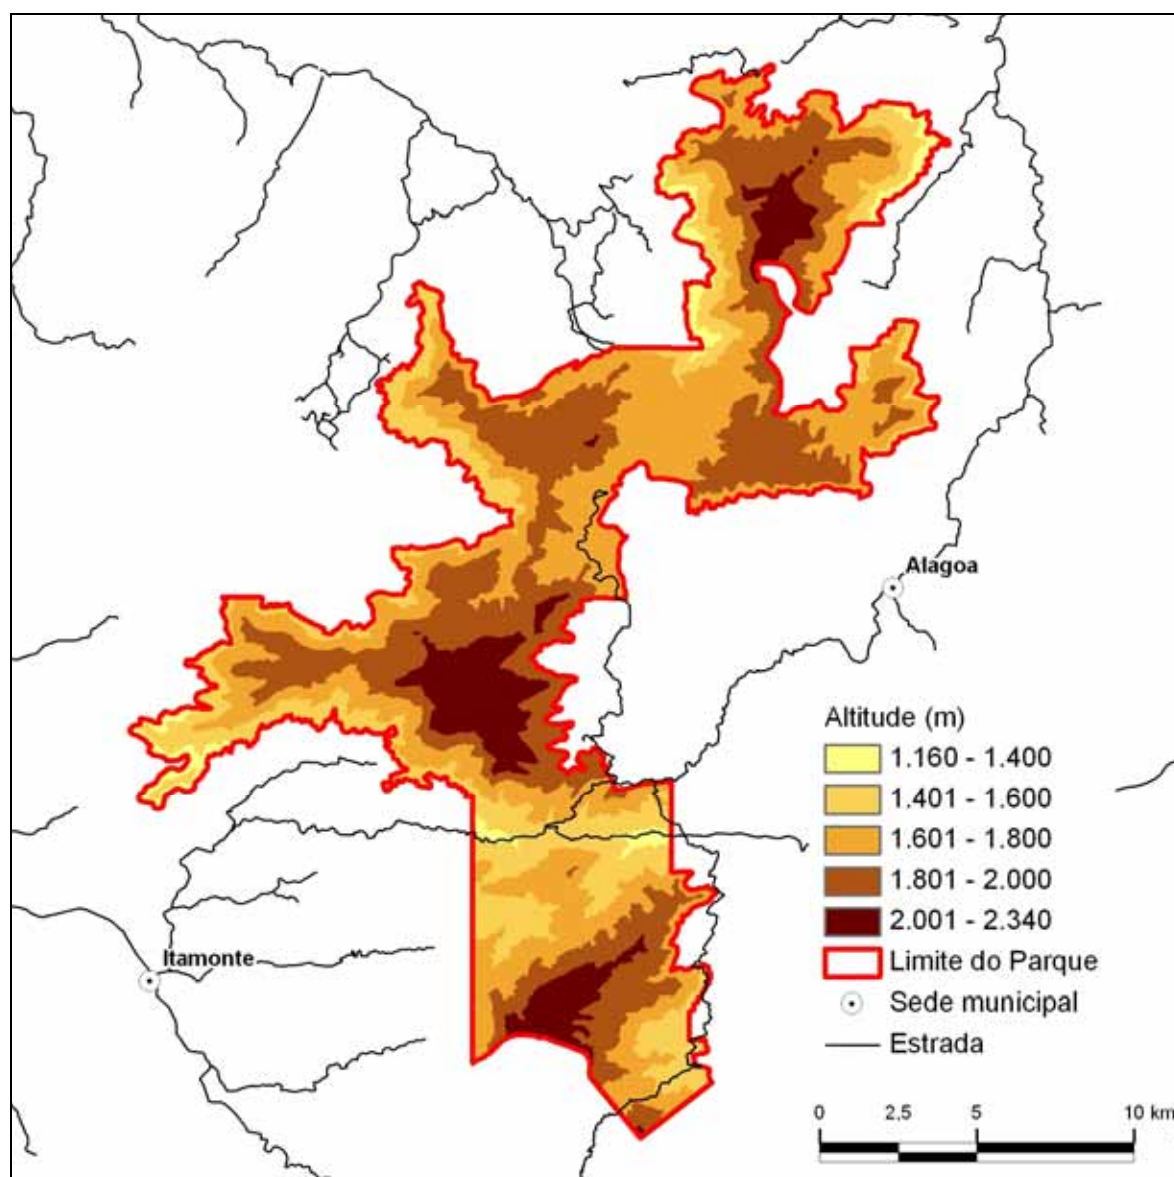 Alagoa
Itamonte
Altitude (m)
1.160 - 1.400
1.401 - 1.600
1.601 - 1.800
1.801 - 2.000
2.001 - 2.340
Limite do Parque
Sede municipal
Estrada
0 2,5 5 10 km